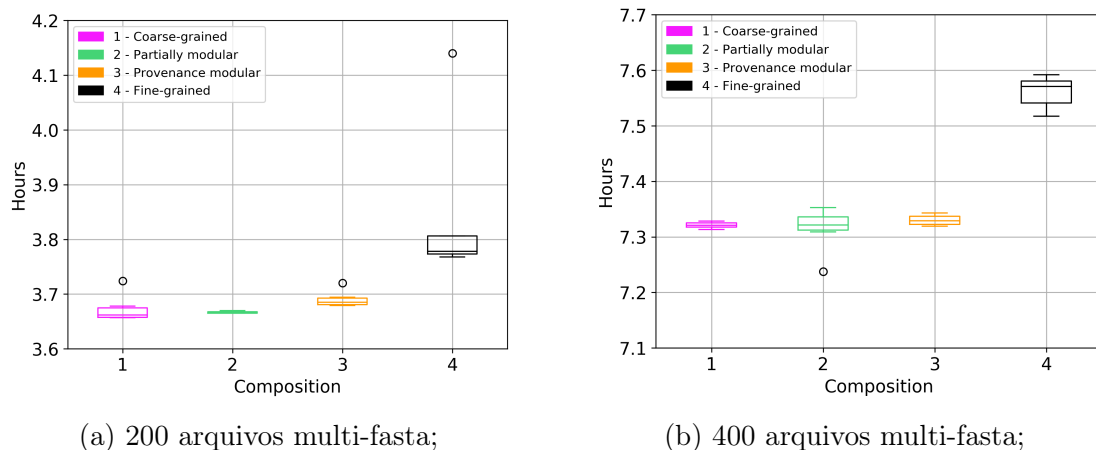 4.2
4.1
4.0
3.9
3.8
3.7
3.6
Hours
1 - Coarse-grained
2 - Partially modular
3 - Provenance modular
4 - Fine-grained
1 2 3 4
Composition
(a) 200 arquivos multi-fasta;
7.7
7.6
7.5
7.4
7.3
7.2
7.1
Hours
1 - Coarse-grained
2 - Partially modular
3 - Provenance modular
4 - Fine-grained
1 2 3 4
Composition
(b) 400 arquivos multi-fasta;